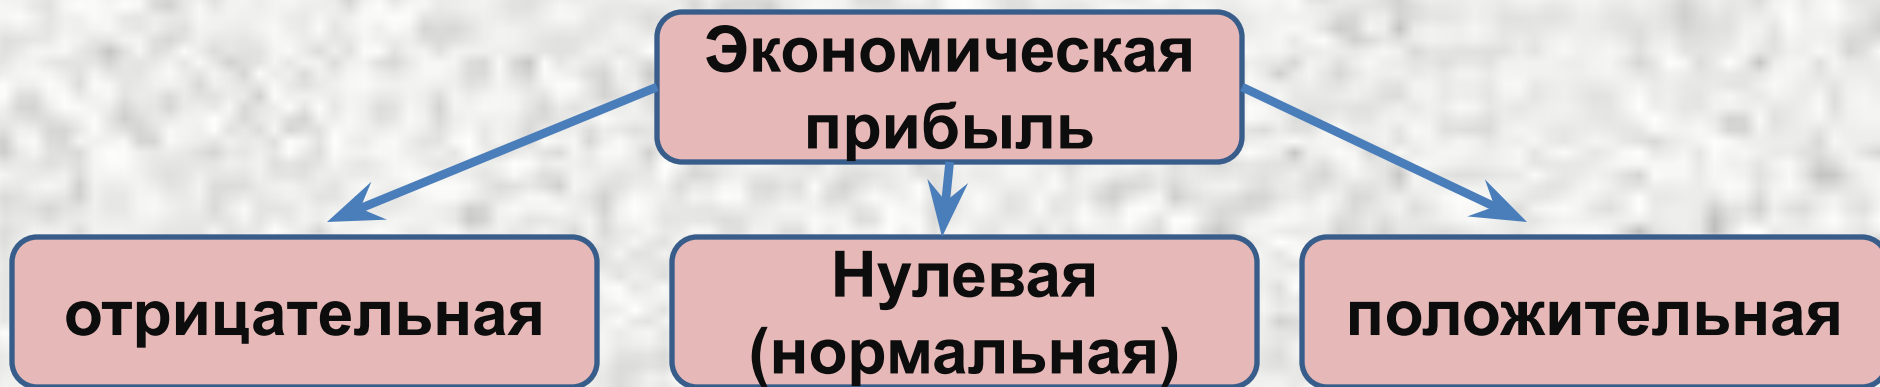 Экономическая
прибыль
отрицательная
Нулевая
(нормальная)
положительная